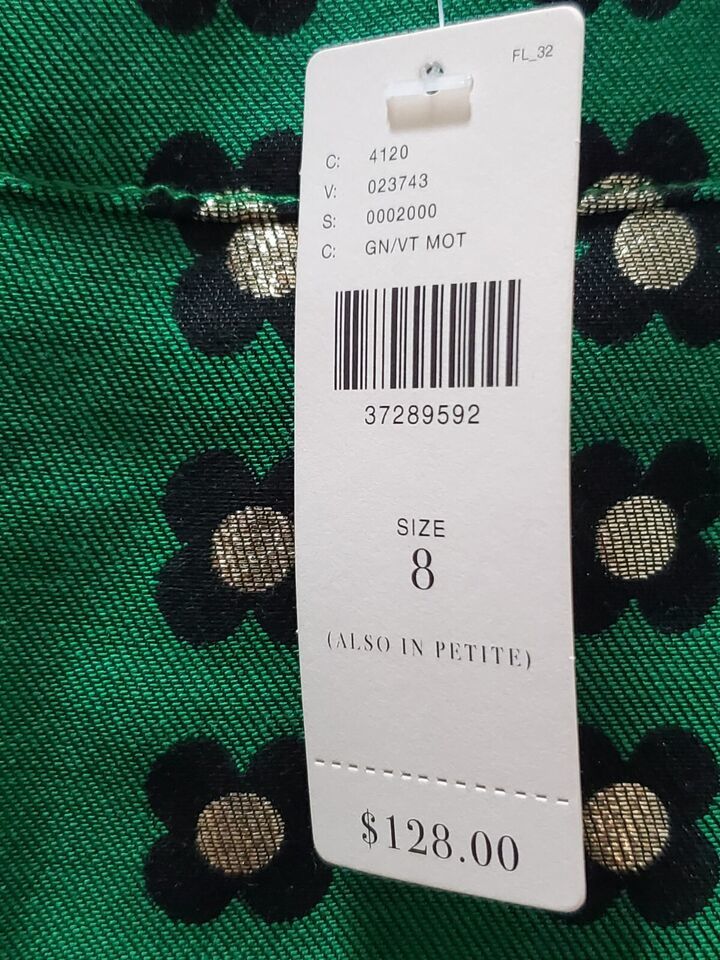 FL_32
C: 4120
V: 023743
S: 0002000
C: GN/VT MOT
37289592
SIZE
8
(ALSO IN PETITE)
$128.00